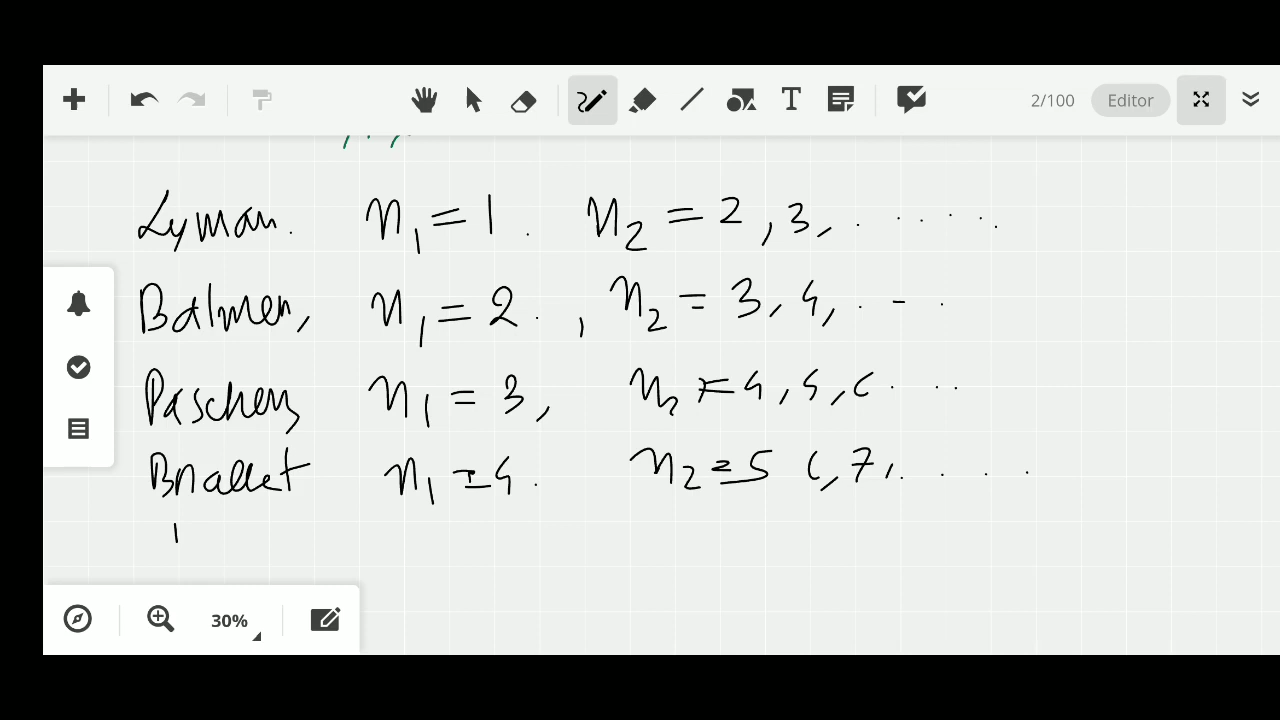 2/100 Editor
Lyman. n₁ = 1. n₂ = 2, 3, . . . . . .
Balmer, n₁ = 2. , n₂ = 3, 4, . - .
Paschen, n₁ = 3, n₂ = 4, 5, 6 . . .
Bracket n₁ = 4. n₂ = 5 6, 7, . . . .
30%